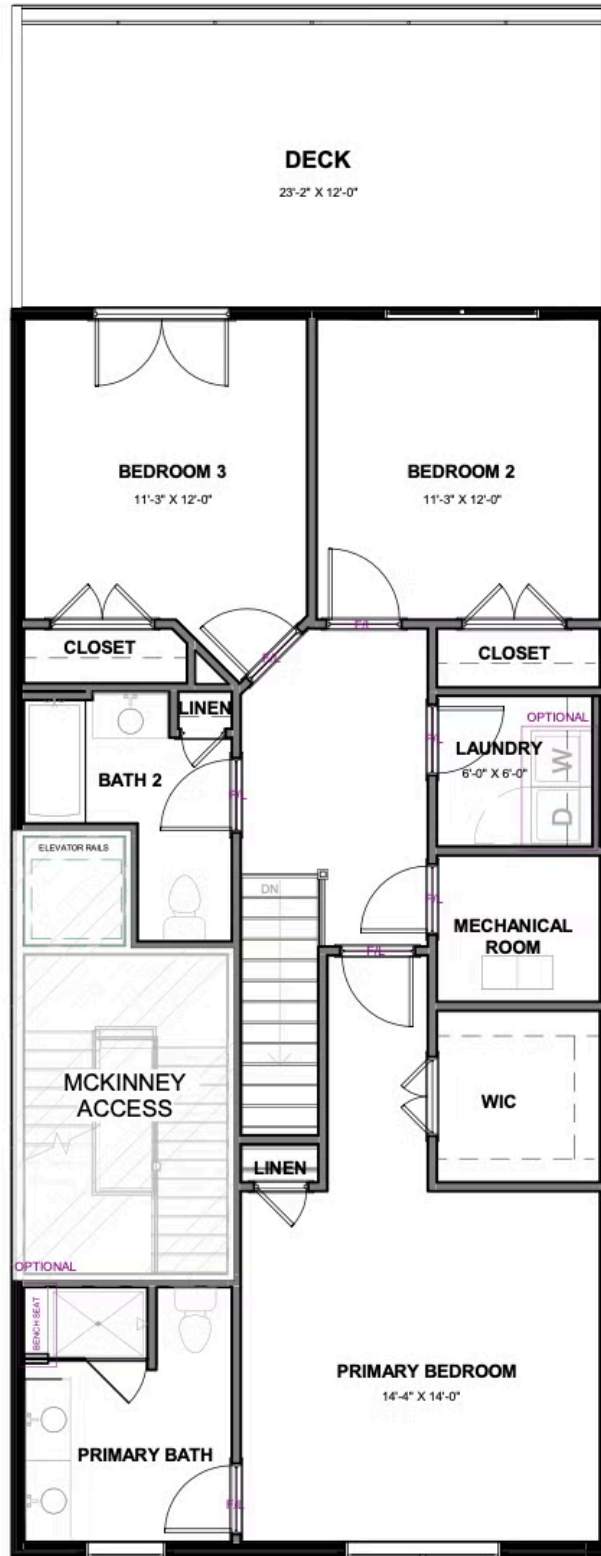 DECK
23'-2" X 12'-0"
BEDROOM 3
11'-3" X 12'-0"
BEDROOM 2
11'-3" X 12'-0"
F/L
F/L
CLOSET
CLOSET
LINEN
OPTIONAL
F/L
LAUNDRY
6'-0" X 6'-0"
W
D
BATH 2
F/L
ELEVATOR RAILS
DN
F/L
MECHANICAL
ROOM
F/L
MCKINNEY
ACCESS
WIC
LINEN
OPTIONAL
BENCH SEAT
PRIMARY BEDROOM
14'-4" X 14'-0"
PRIMARY BATH
F/L